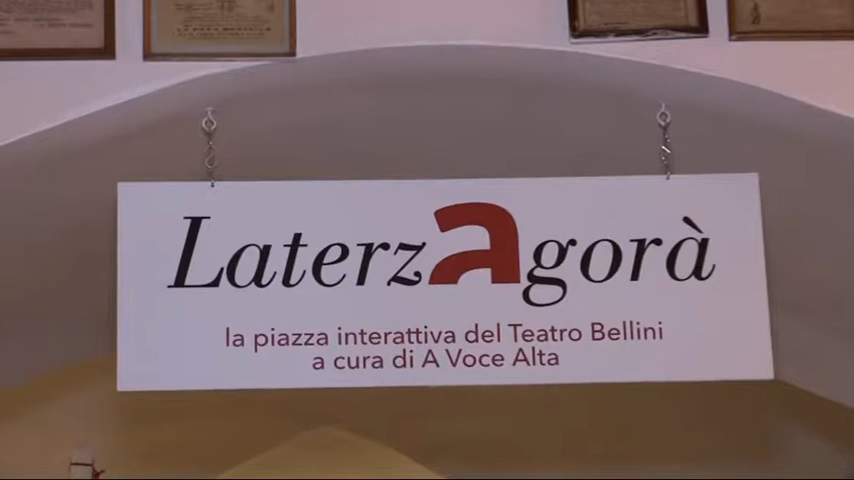 Laterzagorà
la piazza interattiva del Teatro Bellini
a cura di A Voce Alta